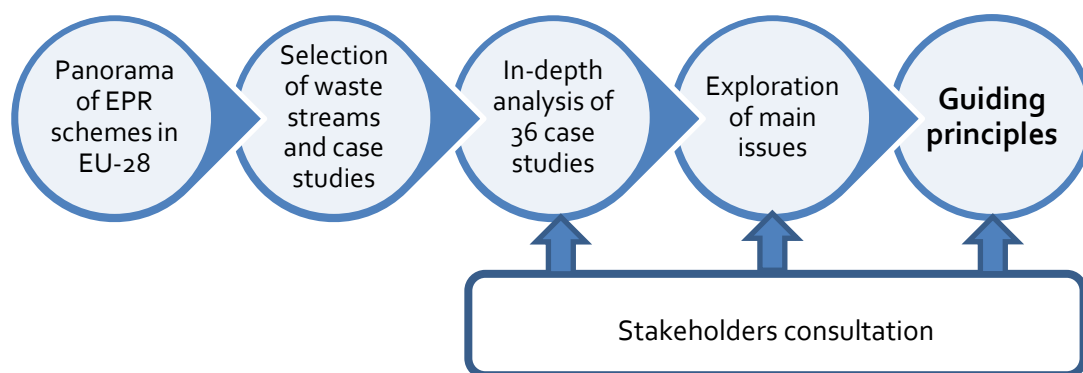 Panorama
of EPR
schemes in
EU-28
Selection
of waste
streams
and case
studies
In-depth
analysis of
36 case
studies
Exploration
of main
issues
Guiding
principles
Stakeholders consultation